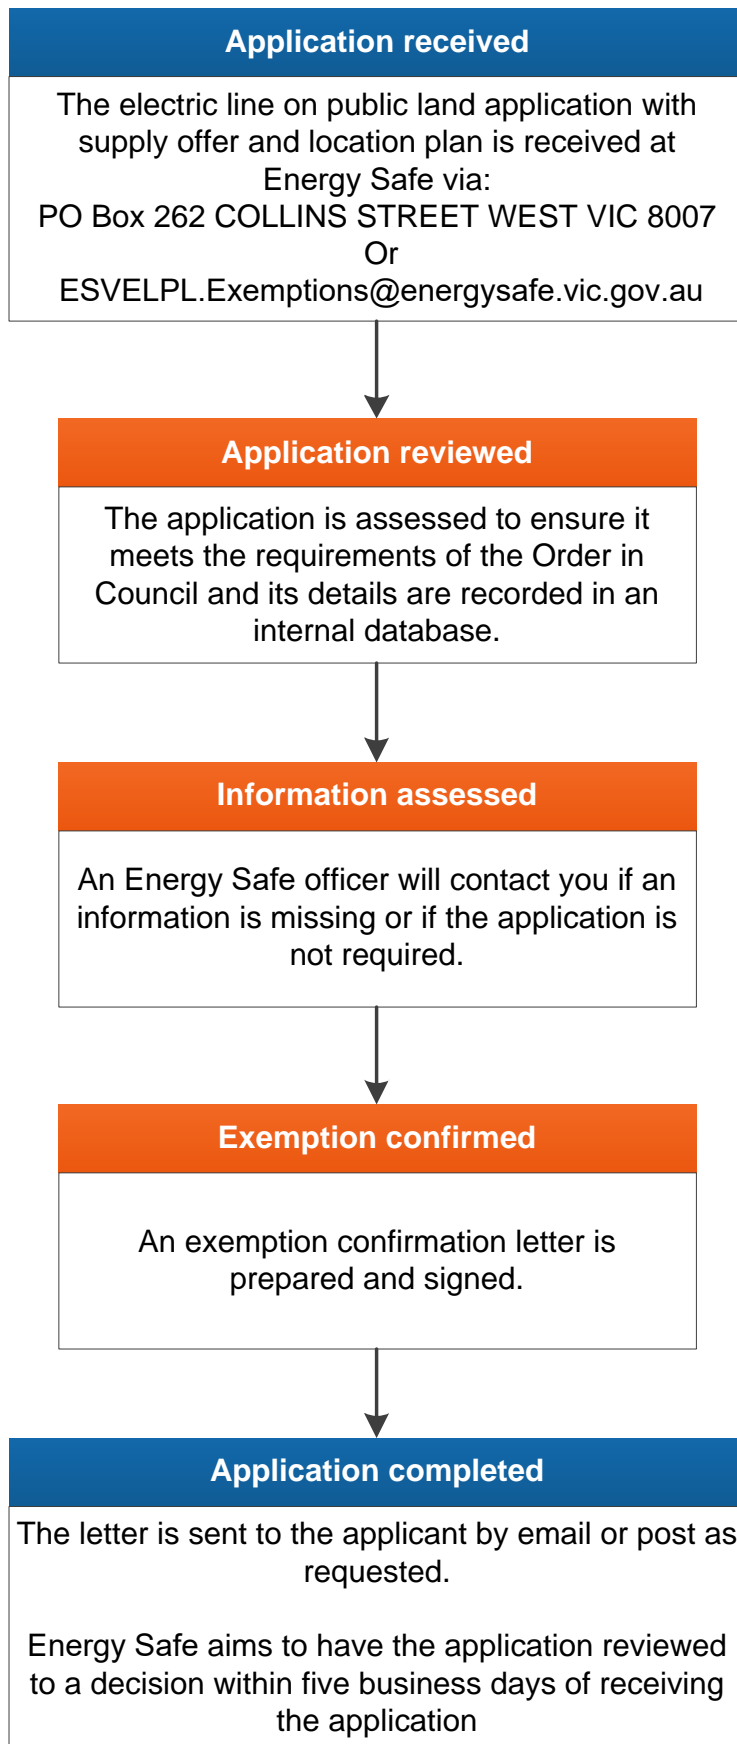 Application received
The electric line on public land application with
supply offer and location plan is received at
Energy Safe via:
PO Box 262 COLLINS STREET WEST VIC 8007
Or
ESVELPL.Exemptions@energysafe.vic.gov.au
Application reviewed
The application is assessed to ensure it
meets the requirements of the Order in
Council and its details are recorded in an
internal database.
Information assessed
An Energy Safe officer will contact you if an
information is missing or if the application is
not required.
Exemption confirmed
An exemption confirmation letter is
prepared and signed.
Application completed
The letter is sent to the applicant by email or post as
requested.
Energy Safe aims to have the application reviewed
to a decision within five business days of receiving
the application